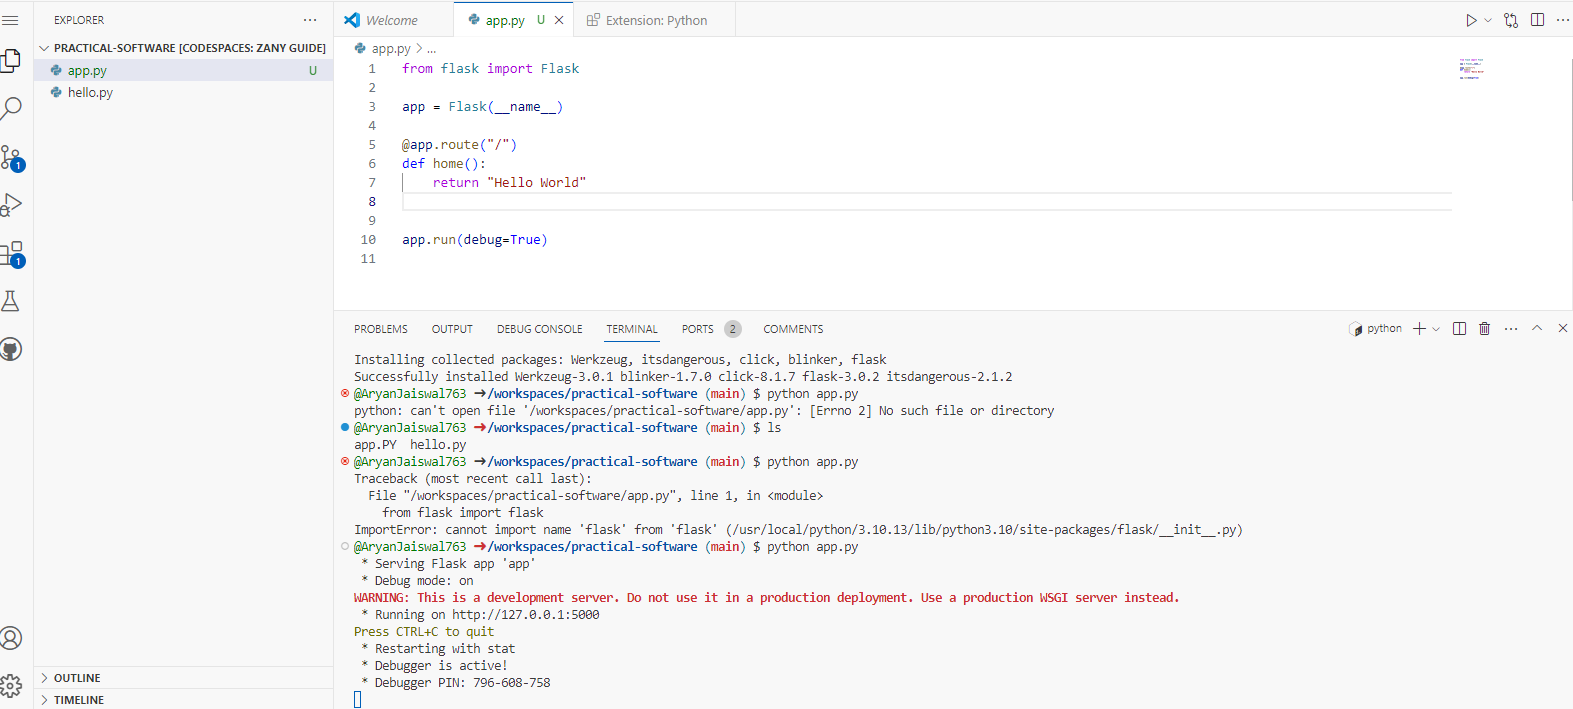 EXPLORER
PRACTICAL-SOFTWARE [CODESPACES: ZANY GUIDE]
app.py U
hello.py
1
1
OUTLINE
TIMELINE
Welcome
app.py U
Extension: Python
app.py > ...
1 from flask import Flask
2
3 app = Flask(__name__)
4
5 @app.route("/")
6 def home():
7 return "Hello World"
8
9
10 app.run(debug=True)
11
PROBLEMS OUTPUT DEBUG CONSOLE TERMINAL PORTS 2 COMMENTS
python
Installing collected packages: Werkzeug, itsdangerous, click, blinker, flask
Successfully installed Werkzeug-3.0.1 blinker-1.7.0 click-8.1.7 flask-3.0.2 itsdangerous-2.1.2
@AryanJaiswal763 ➜/workspaces/practical-software (main) $ python app.py
python: can't open file '/workspaces/practical-software/app.py': [Errno 2] No such file or directory
@AryanJaiswal763 ➜/workspaces/practical-software (main) $ ls
app.PY hello.py
@AryanJaiswal763 ➜/workspaces/practical-software (main) $ python app.py
Traceback (most recent call last):
File "/workspaces/practical-software/app.py", line 1, in <module>
from flask import flask
ImportError: cannot import name 'flask' from 'flask' (/usr/local/python/3.10.13/lib/python3.10/site-packages/flask/__init__.py)
@AryanJaiswal763 ➜/workspaces/practical-software (main) $ python app.py
* Serving Flask app 'app'
* Debug mode: on
WARNING: This is a development server. Do not use it in a production deployment. Use a production WSGI server instead.
* Running on http://127.0.0.1:5000
Press CTRL+C to quit
* Restarting with stat
* Debugger is active!
* Debugger PIN: 796-608-758